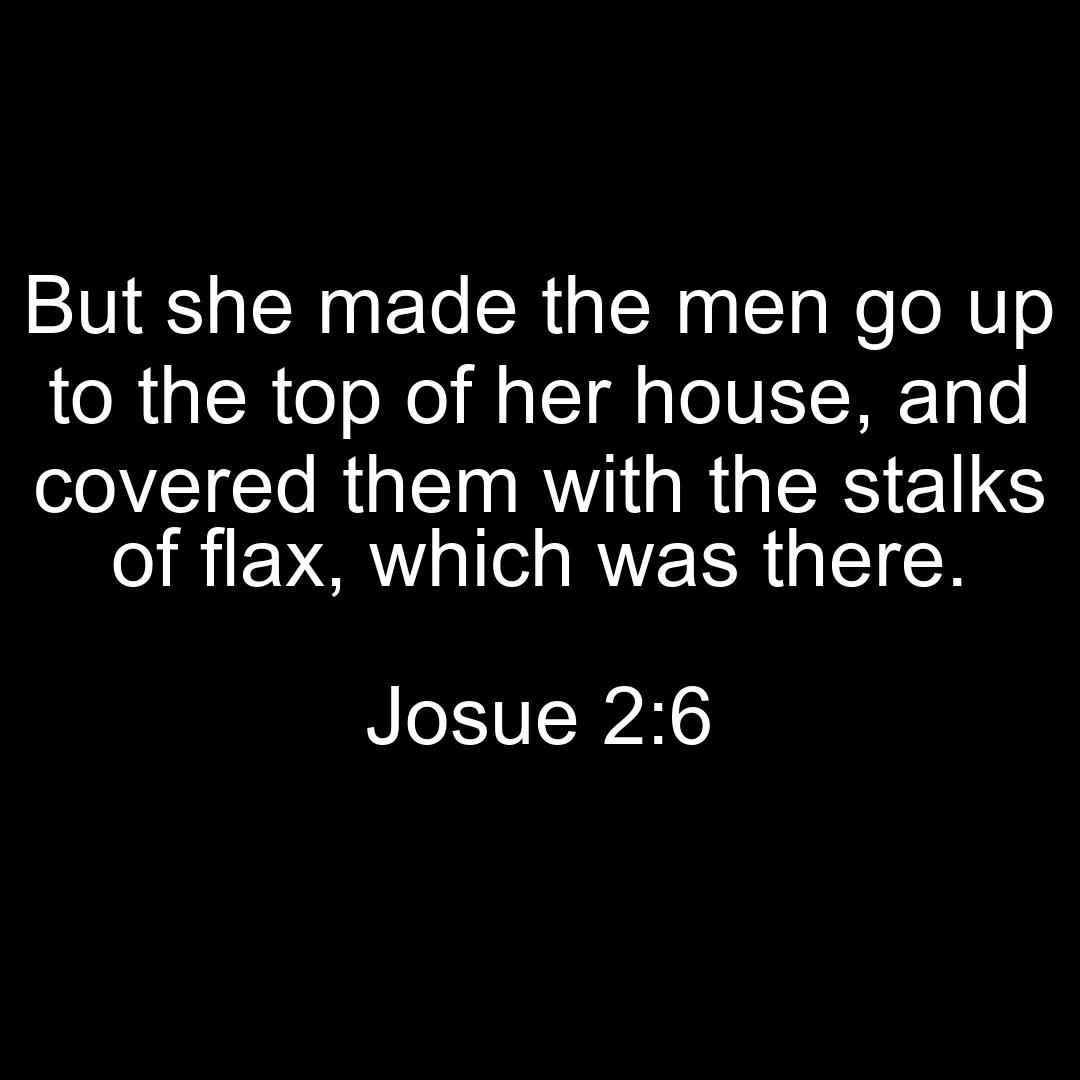 But she made the men go up
to the top of her house, and
covered them with the stalks
of flax, which was there.
Josue 2:6